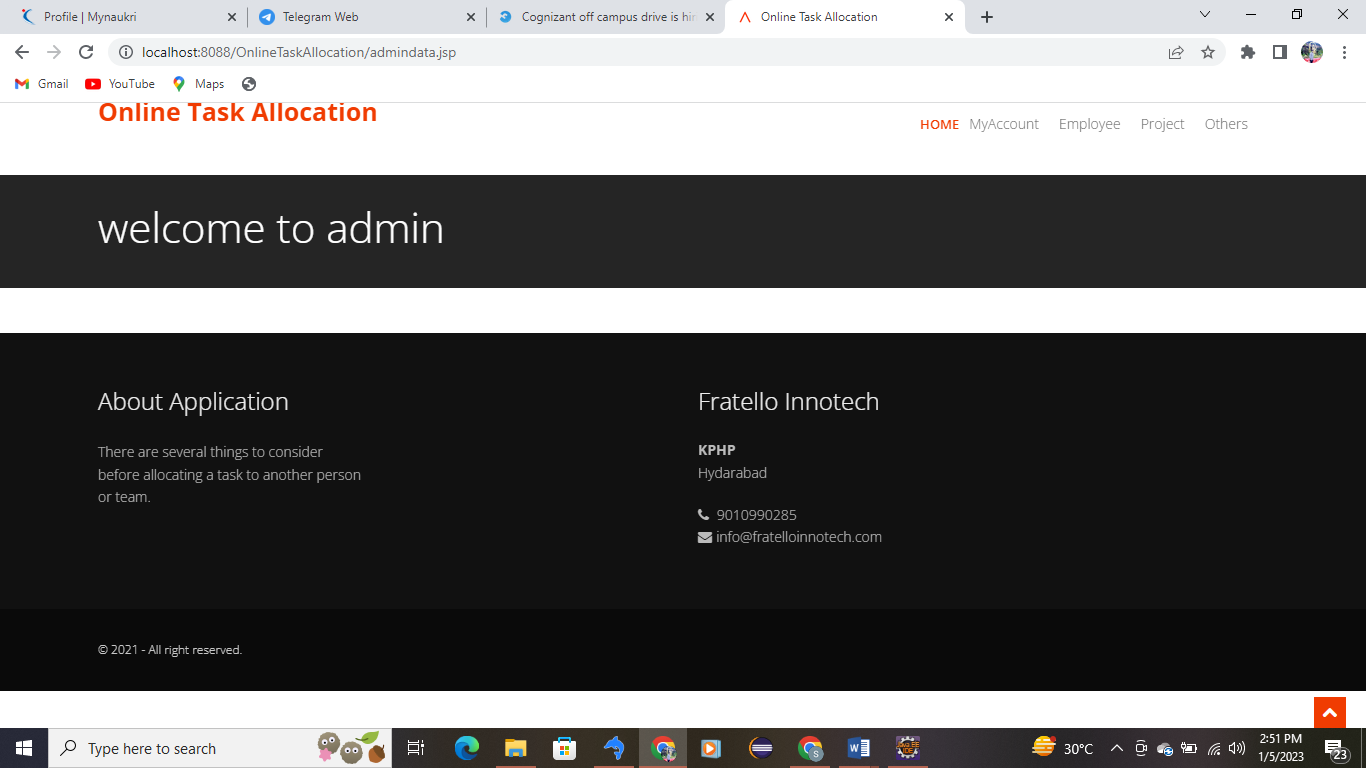 Profile | Mynaukri
Telegram Web
Cognizant off campus drive is hir
Online Task Allocation
localhost:8088/OnlineTaskAllocation/admindata.jsp
Gmail
YouTube
Maps
Online Task Allocation
HOME MyAccount Employee Project Others
welcome to admin
About Application
There are several things to consider
before allocating a task to another person
or team.
Fratello Innotech
KPHP
Hydarabad
9010990285
info@fratelloinnotech.com
© 2021 - All right reserved.
Type here to search
30°C
2:51 PM
1/5/2023
23